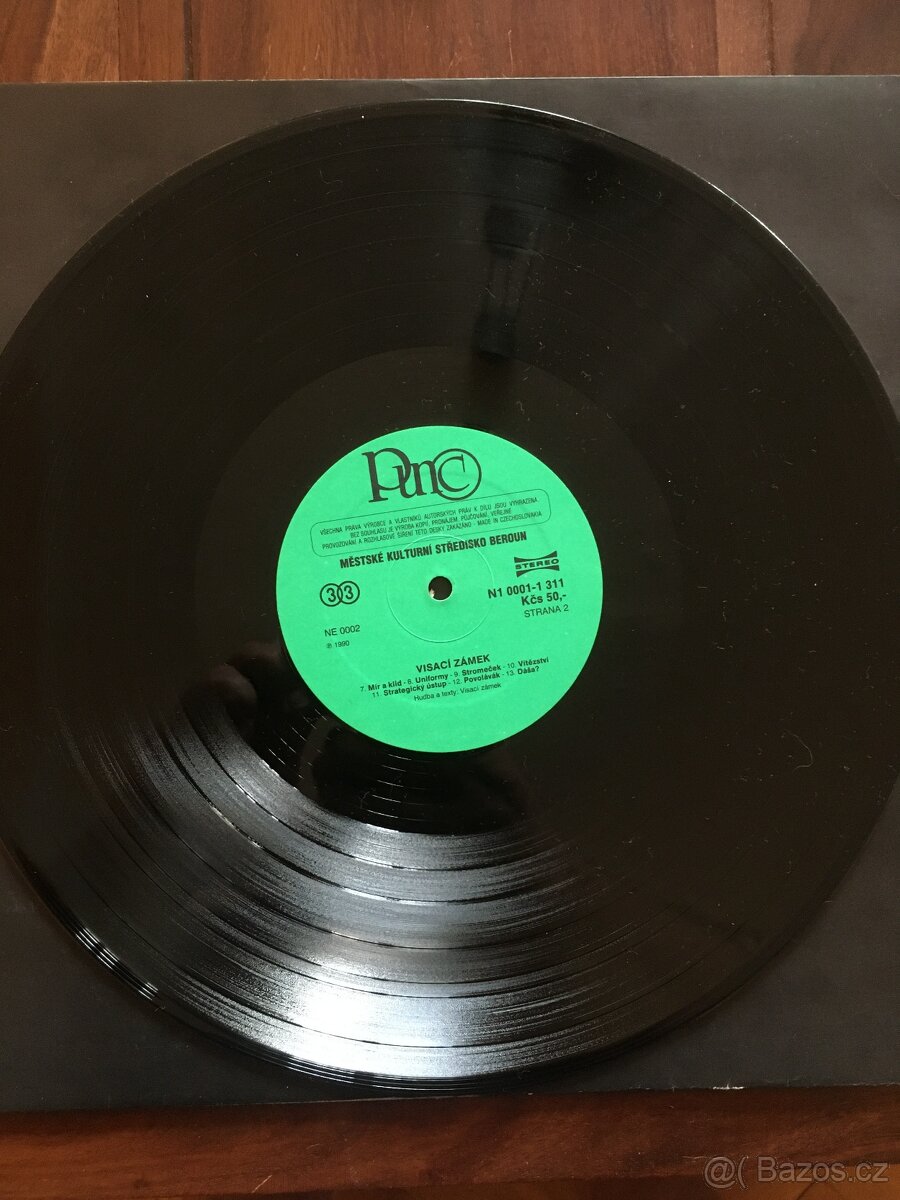 Punc
VŠECHNA PRÁVA VÝROBCE A VLASTNÍKŮ AUTORSKÝCH PRÁV K DÍLU JSOU VYHRAZENA.
BEZ SOUHLASU JE VÝROBA KOPIÍ, PRONÁJEM, PŮJČOVÁNÍ, VEŘEJNÉ
PROVOZOVÁNÍ A ROZHLASOVÉ ŠÍŘENÍ TÉTO DESKY ZAKÁZÁNO - MADE IN CZECHOSLOVAKIA
MĚSTSKÉ KULTURNÍ STŘEDISKO BEROUN
STEREO
33
N1 0001-1 311
Kčs 50,-
STRANA 2
NE 0002
℗ 1990
VISACÍ ZÁMEK
7. Mír a klid - 8. Uniformy - 9. Stromeček - 10. Vítězství
11. Strategický ústup - 12. Povolávák - 13. Dáša?
Hudba a texty: Visací zámek
@( Bazos.cz